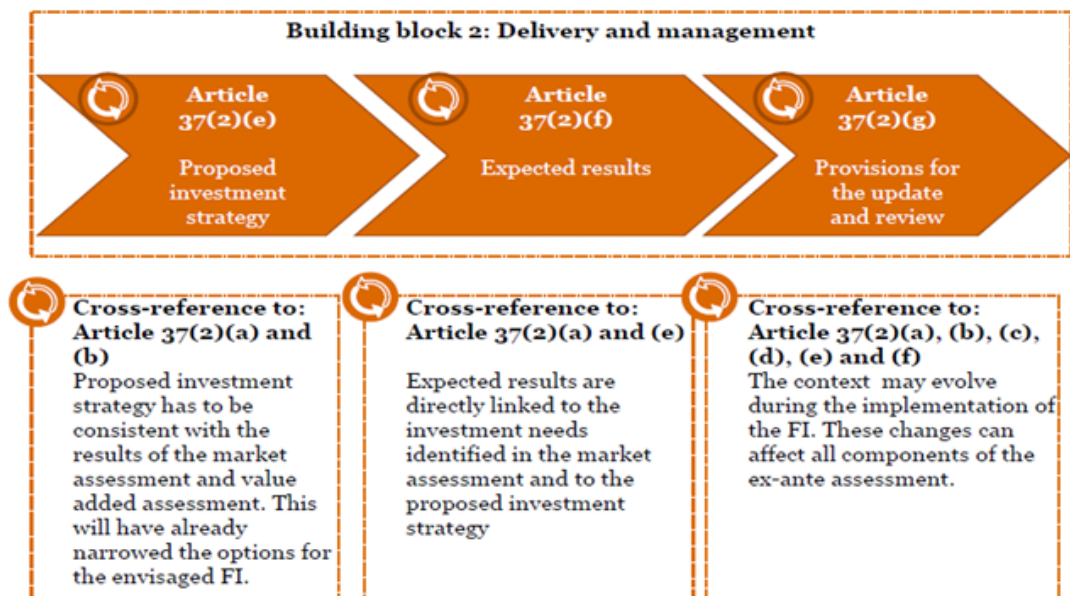 Building block 2: Delivery and management
Article
37(2)(e)
Proposed
investment
strategy
Article
37(2)(f)
Expected results
Article
37(2)(g)
Provisions for
the update
and review
Cross-reference to:
Article 37(2)(a) and
(b)
Proposed investment
strategy has to be
consistent with the
results of the market
assessment and value
added assessment. This
will have already
narrowed the options for
the envisaged FI.
Cross-reference to:
Article 37(2)(a) and (e)
Expected results are
directly linked to the
investment needs
identified in the market
assessment and to the
proposed investment
strategy
Cross-reference to:
Article 37(2)(a), (b), (c),
(d), (e) and (f)
The context may evolve
during the implementation of
the FI. These changes can
affect all components of the
ex-ante assessment.